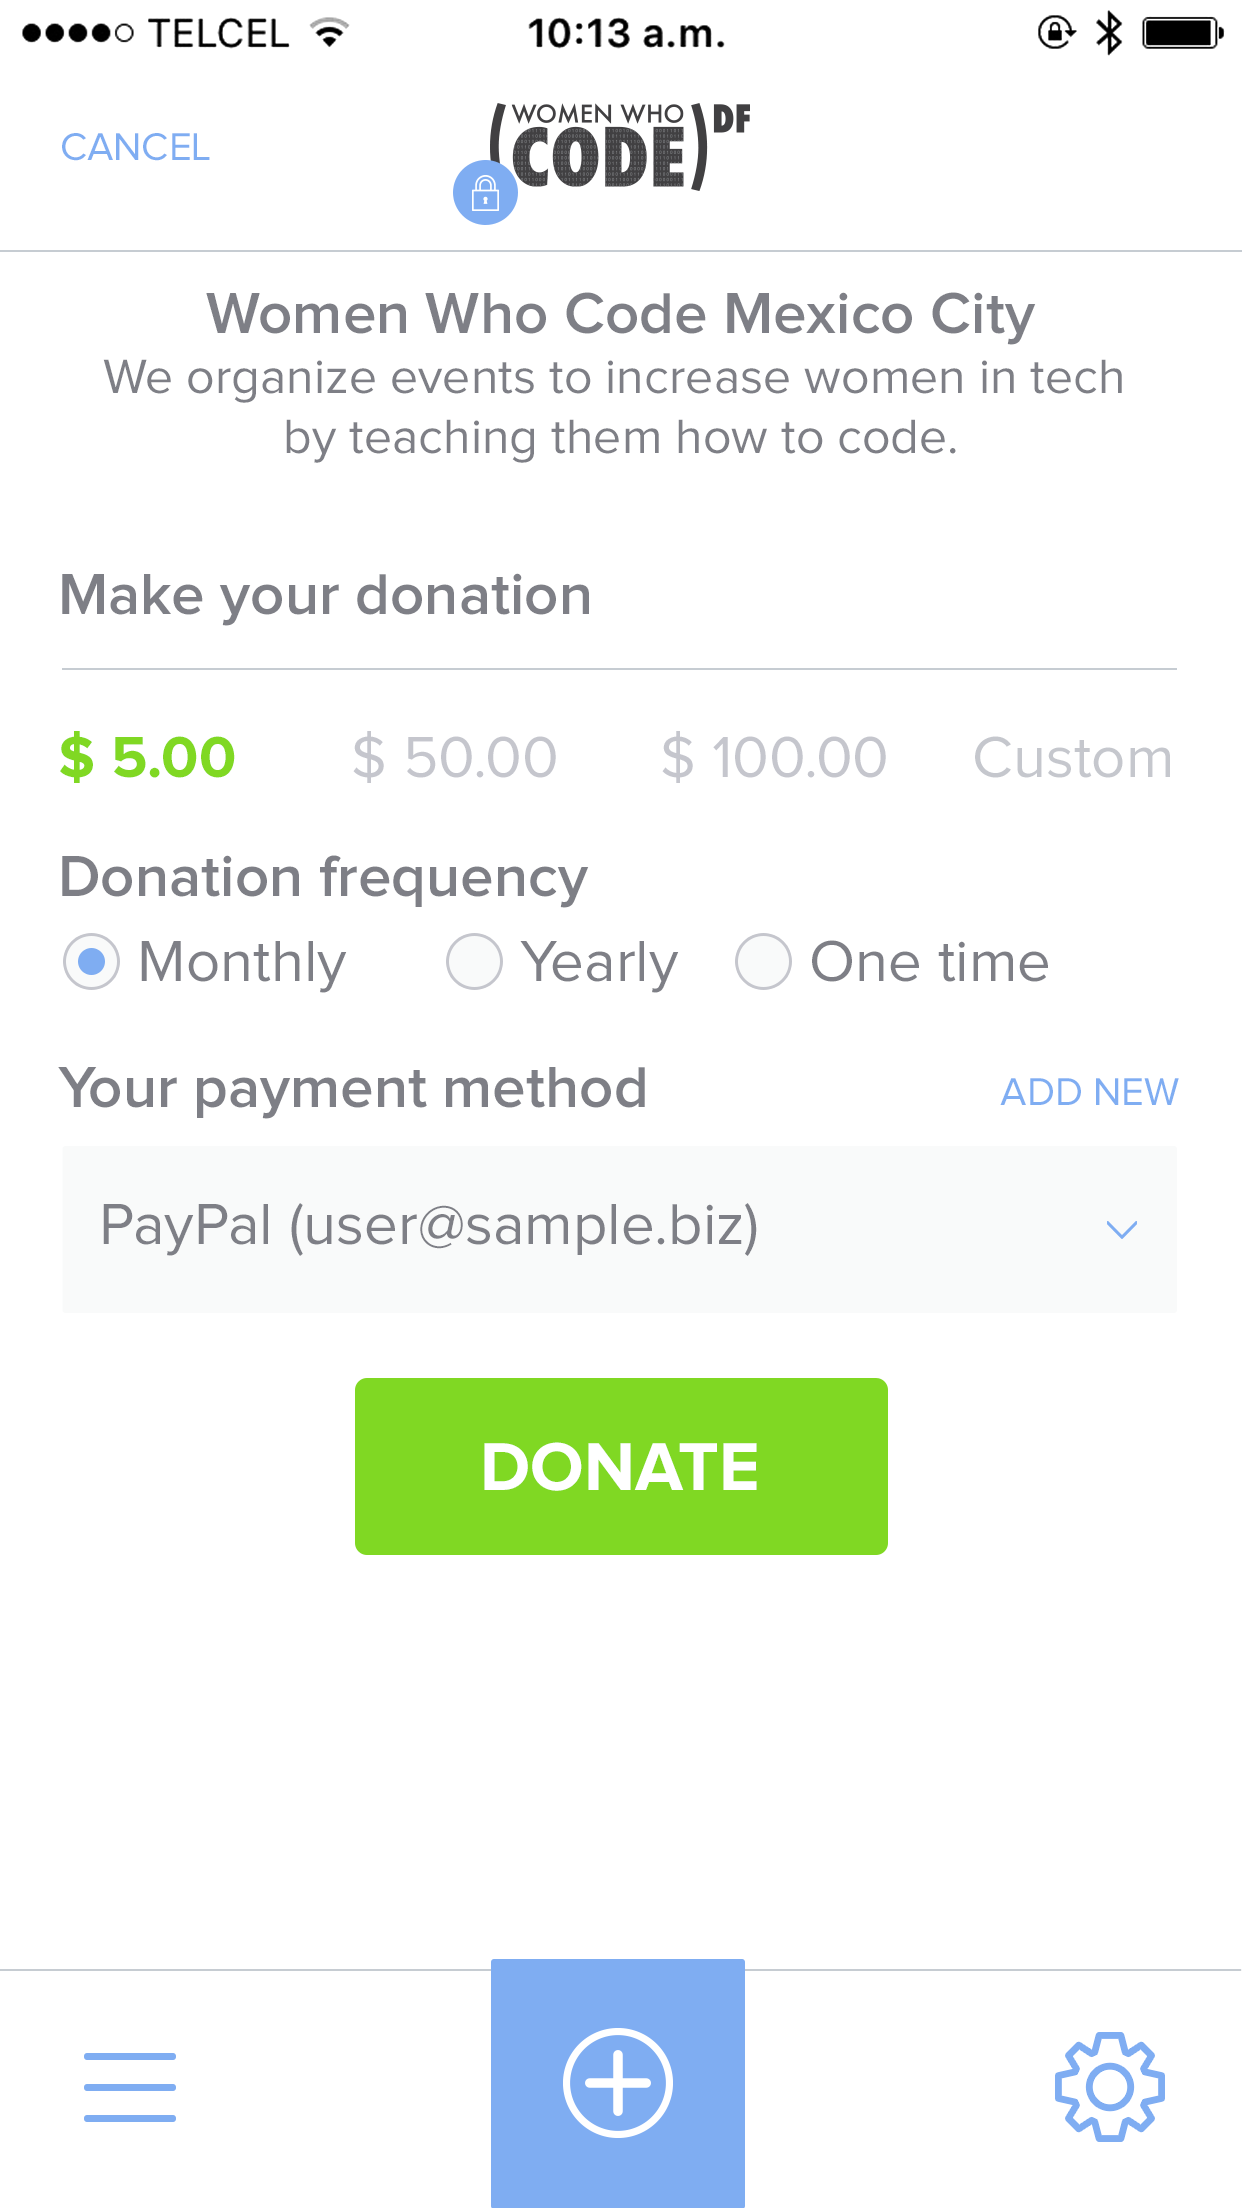 TELCEL 10:13 a.m.
CANCEL
WOMEN WHO
CODE DF
Women Who Code Mexico City
We organize events to increase women in tech
by teaching them how to code.
Make your donation
$ 5.00 $ 50.00 $ 100.00 Custom
Donation frequency
Monthly Yearly One time
Your payment method ADD NEW
PayPal (user@sample.biz)
DONATE